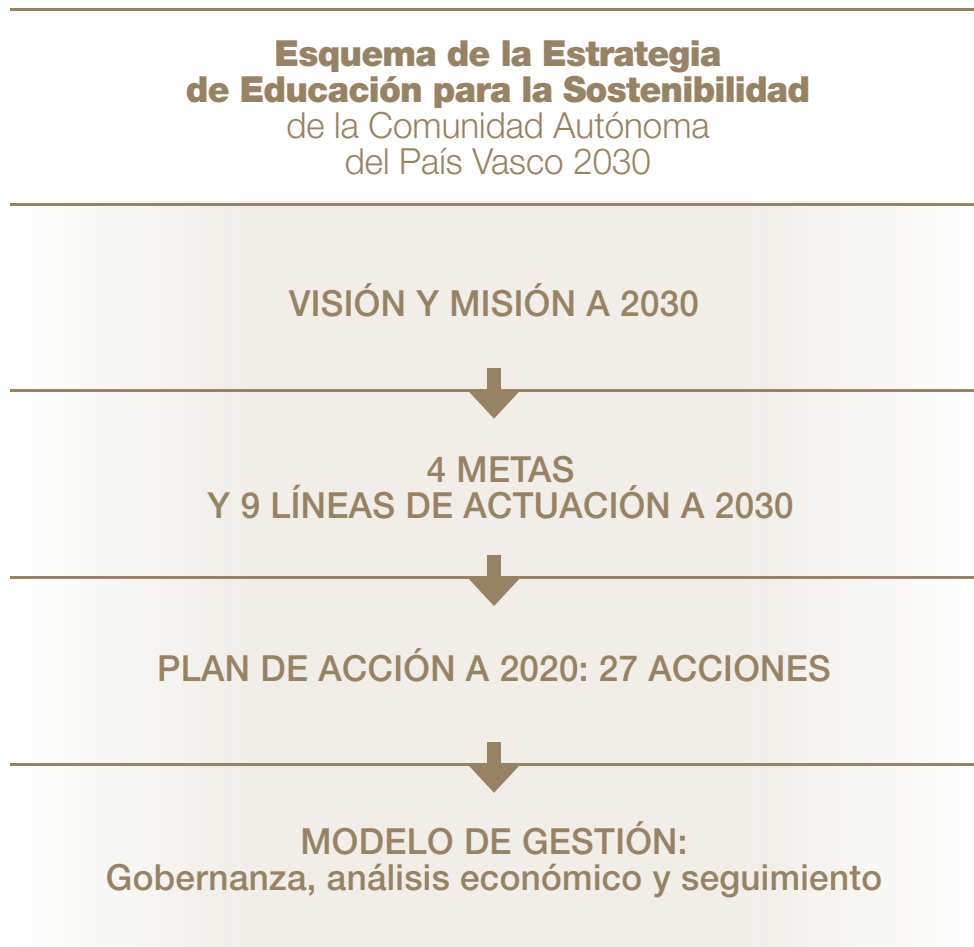 Esquema de la Estrategia
de Educación para la Sostenibilidad
de la Comunidad Autónoma
del País Vasco 2030
VISIÓN Y MISIÓN A 2030
4 METAS
Y 9 LÍNEAS DE ACTUACIÓN A 2030
PLAN DE ACCIÓN A 2020: 27 ACCIONES
MODELO DE GESTIÓN:
Gobernanza, análisis económico y seguimiento